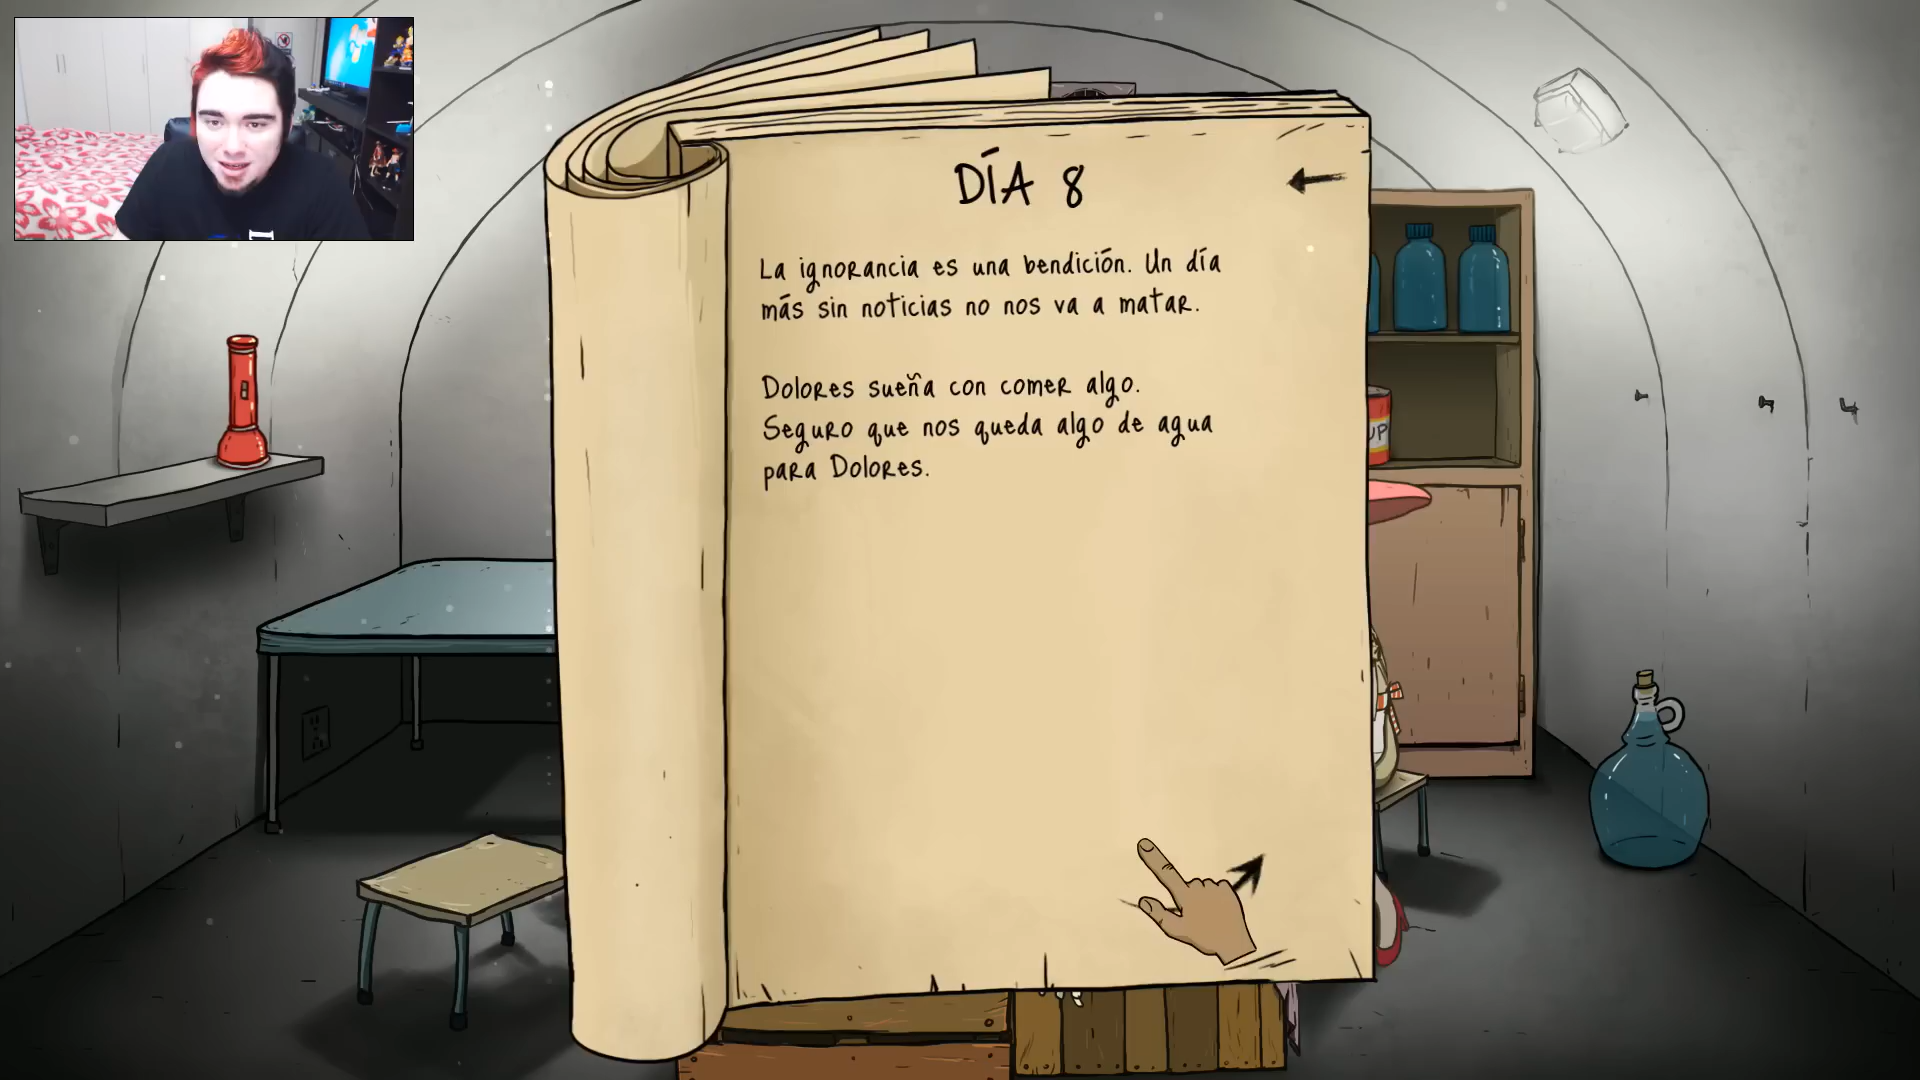 DÍA 8
La ignorancia es una bendición. Un día
más sin noticias no nos va a matar.
Dolores sueña con comer algo.
Seguro que nos queda algo de agua
para Dolores.
UP